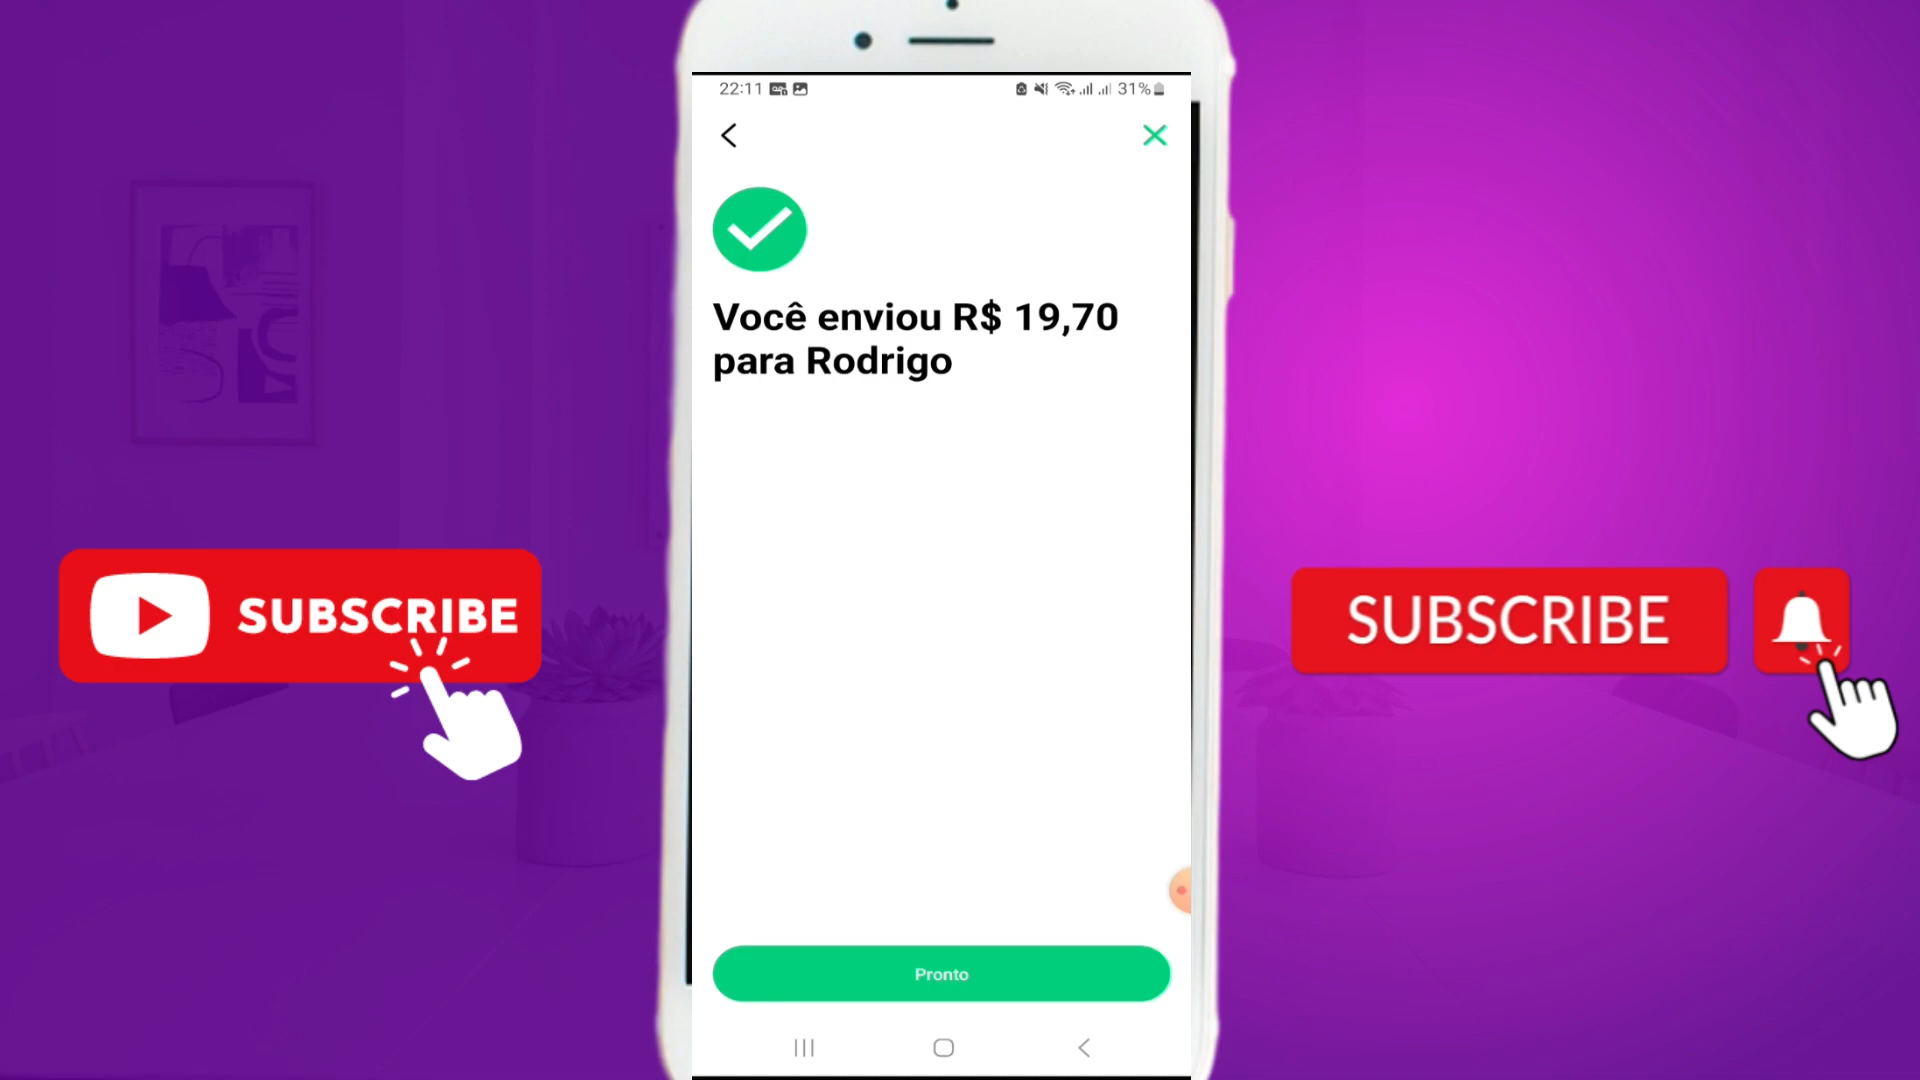 22:11
31%
Você enviou R$ 19,70
para Rodrigo
SUBSCRIBE
SUBSCRIBE
Pronto